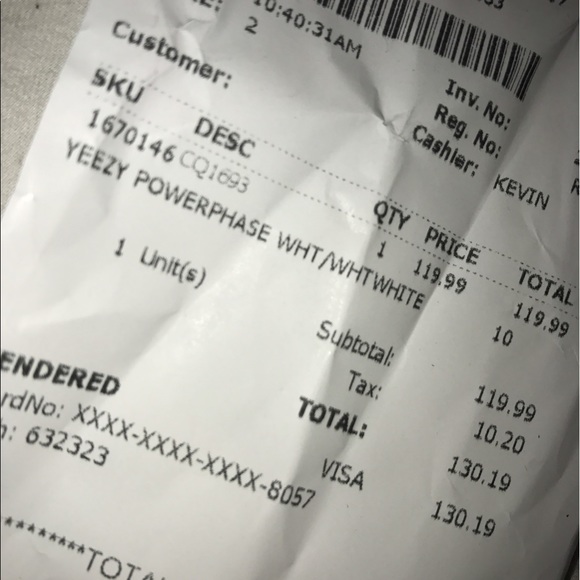 10:40:31AM
2
Customer:
Inv. No:
Reg. No:
Cashier: KEVIN
SKU DESC QTY PRICE TOTAL
1670146 CQ1693 1 119.99 119.99
YEEZY POWERPHASE WHT/WHTWHITE 10
1 Unit(s)
Subtotal: 119.99
Tax: 10.20
TOTAL: 130.19
ENDERED
VISA 130.19
rdNo: XXXX-XXXX-XXXX-8057
: 632323
********TOTA